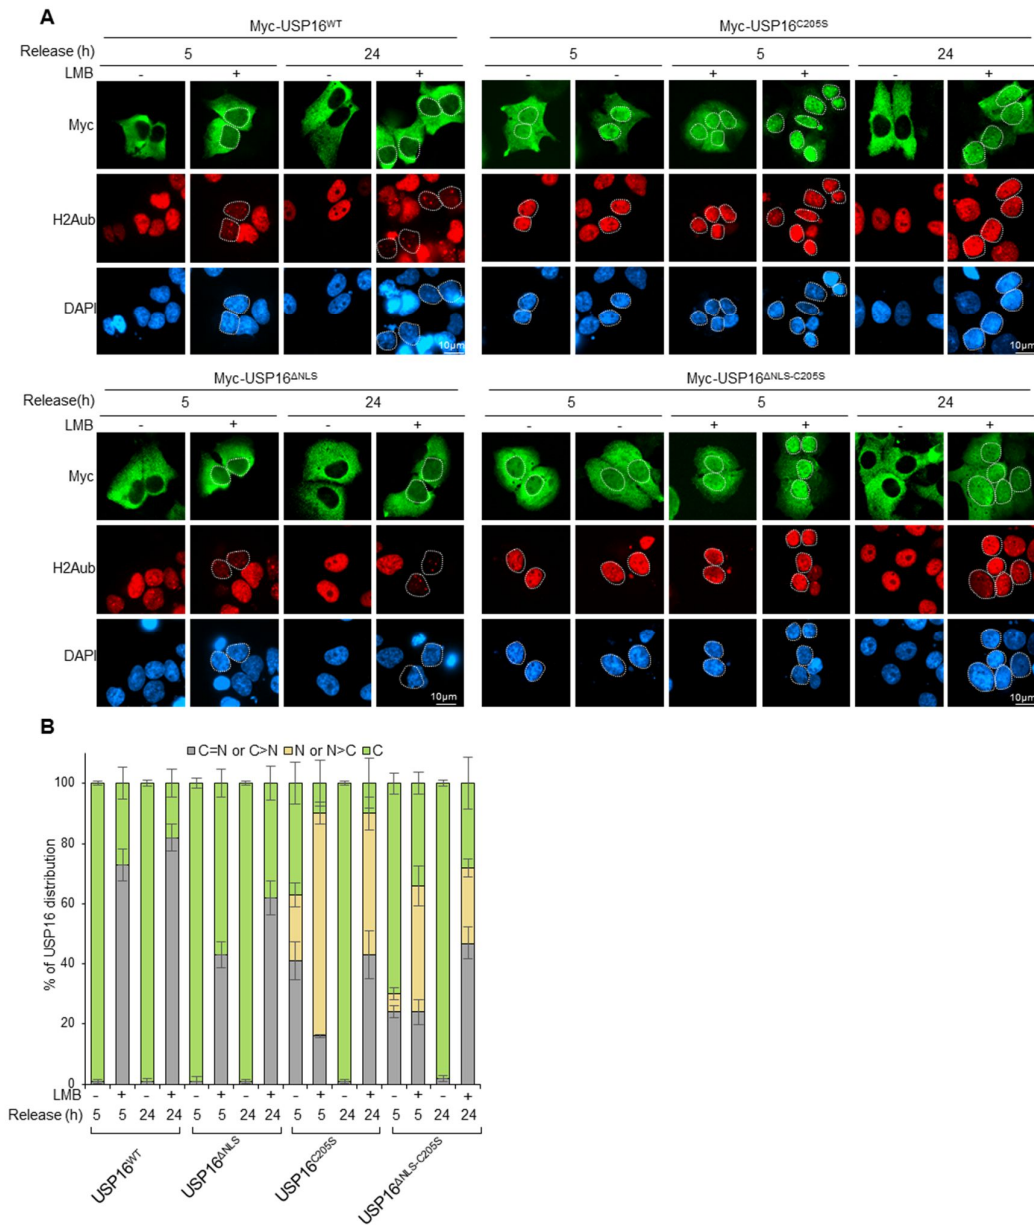 A
Myc-USP16WT
Myc-USP16C205S
Release (h)
5
24
5
5
24
LMB
-
+
-
+
-
-
+
+
-
+
Myc
H2Aub
DAPI
10μm
10μm
Myc-USP16ΔNLS
Myc-USP16ΔNLS-C205S
Release(h)
5
24
5
5
24
LMB
-
+
-
+
-
-
+
+
-
+
Myc
H2Aub
DAPI
10μm
10μm
B
C=N or C>N
N or N>C
C
% of USP16 distribution
100
80
60
40
20
0
LMB - + - + - + - + - + - + - + - +
Release (h) 5 5 24 24 5 5 24 24 5 5 24 24 5 5 24 24
USP16WT
USP16ΔNLS
USP16C205S
USP16ΔNLS-C205S